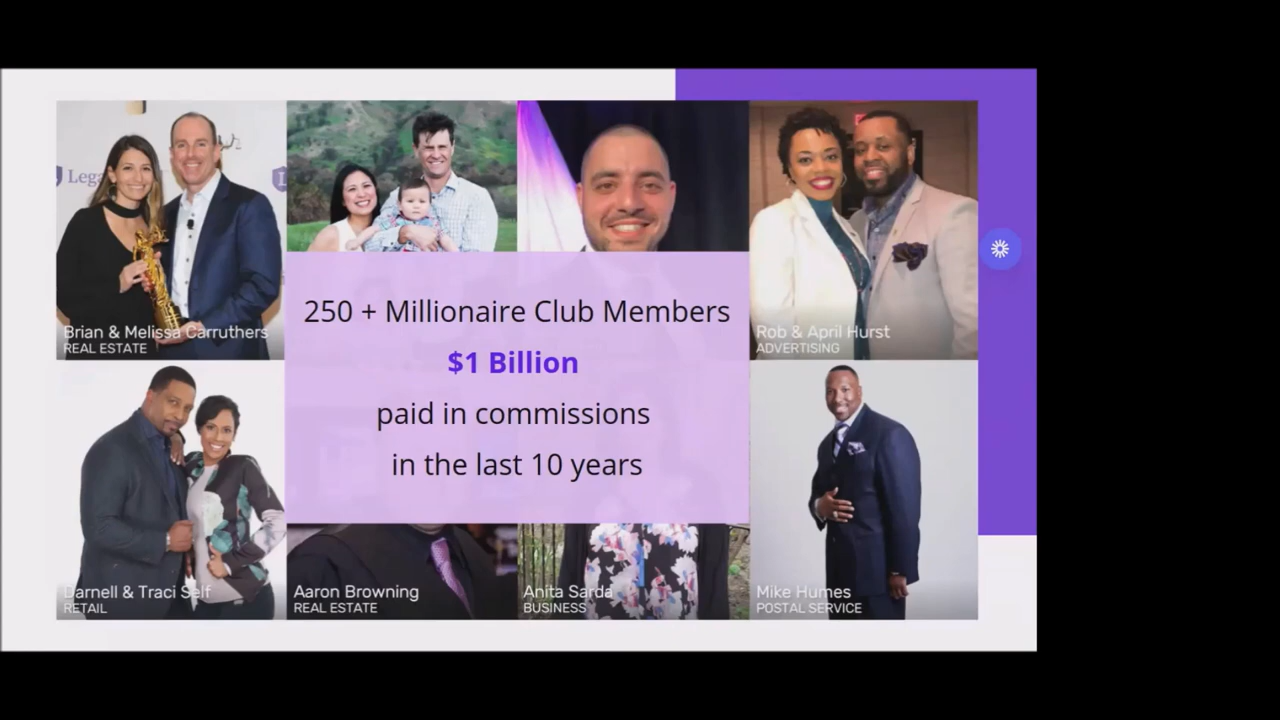 Lega
Brian & Melissa Carruthers
REAL ESTATE
Rob & April Hurst
ADVERTISING
250 + Millionaire Club Members
$1 Billion
paid in commissions
in the last 10 years
Darnell & Traci Self
RETAIL
Aaron Browning
REAL ESTATE
Anita Sarda
BUSINESS
Mike Humes
POSTAL SERVICE